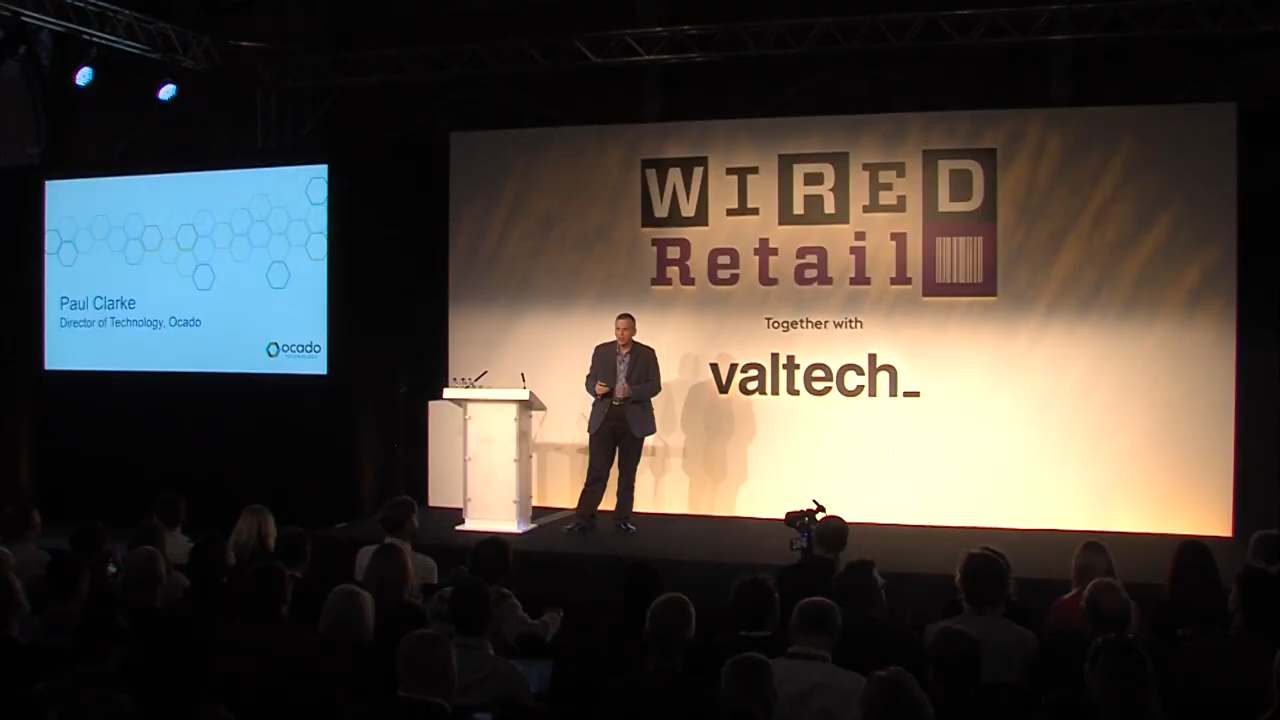 Paul Clarke
Director of Technology, Ocado
ocado
WIRED
Retail
Together with
valtech_